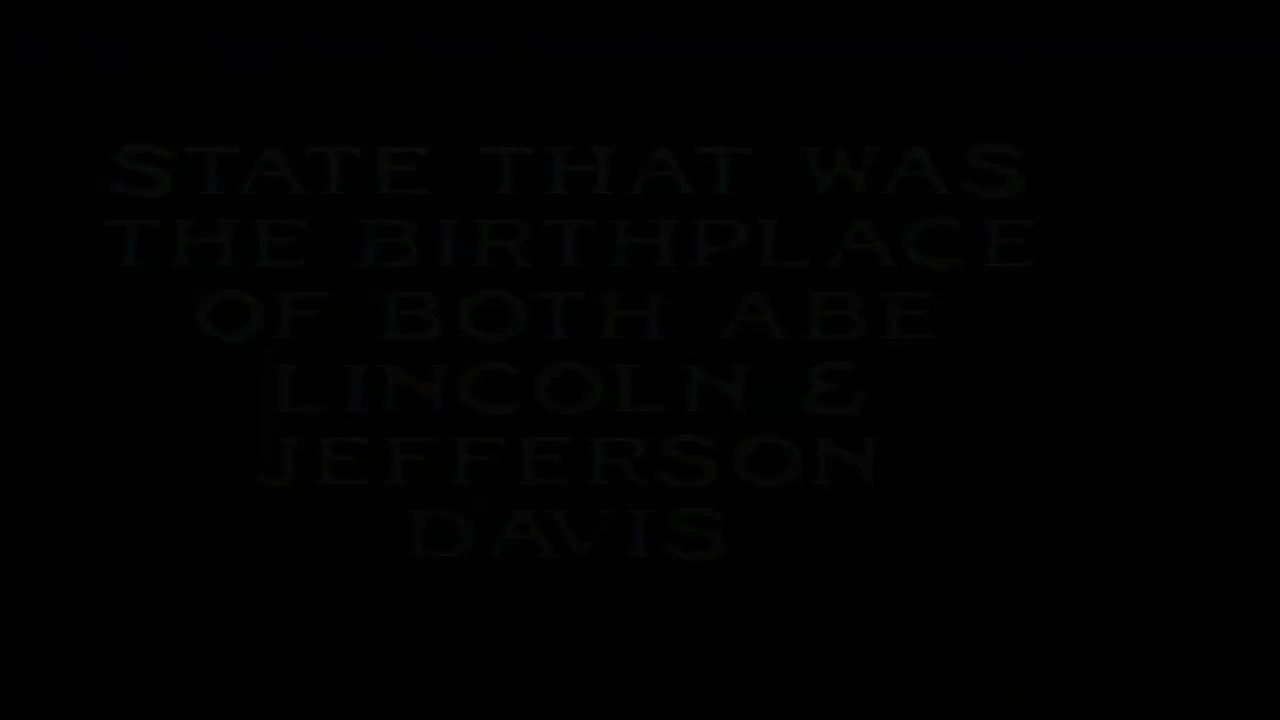 STATE THAT WAS
THE BIRTHPLACE
OF BOTH ABE
LINCOLN &
JEFFERSON
DAVIS